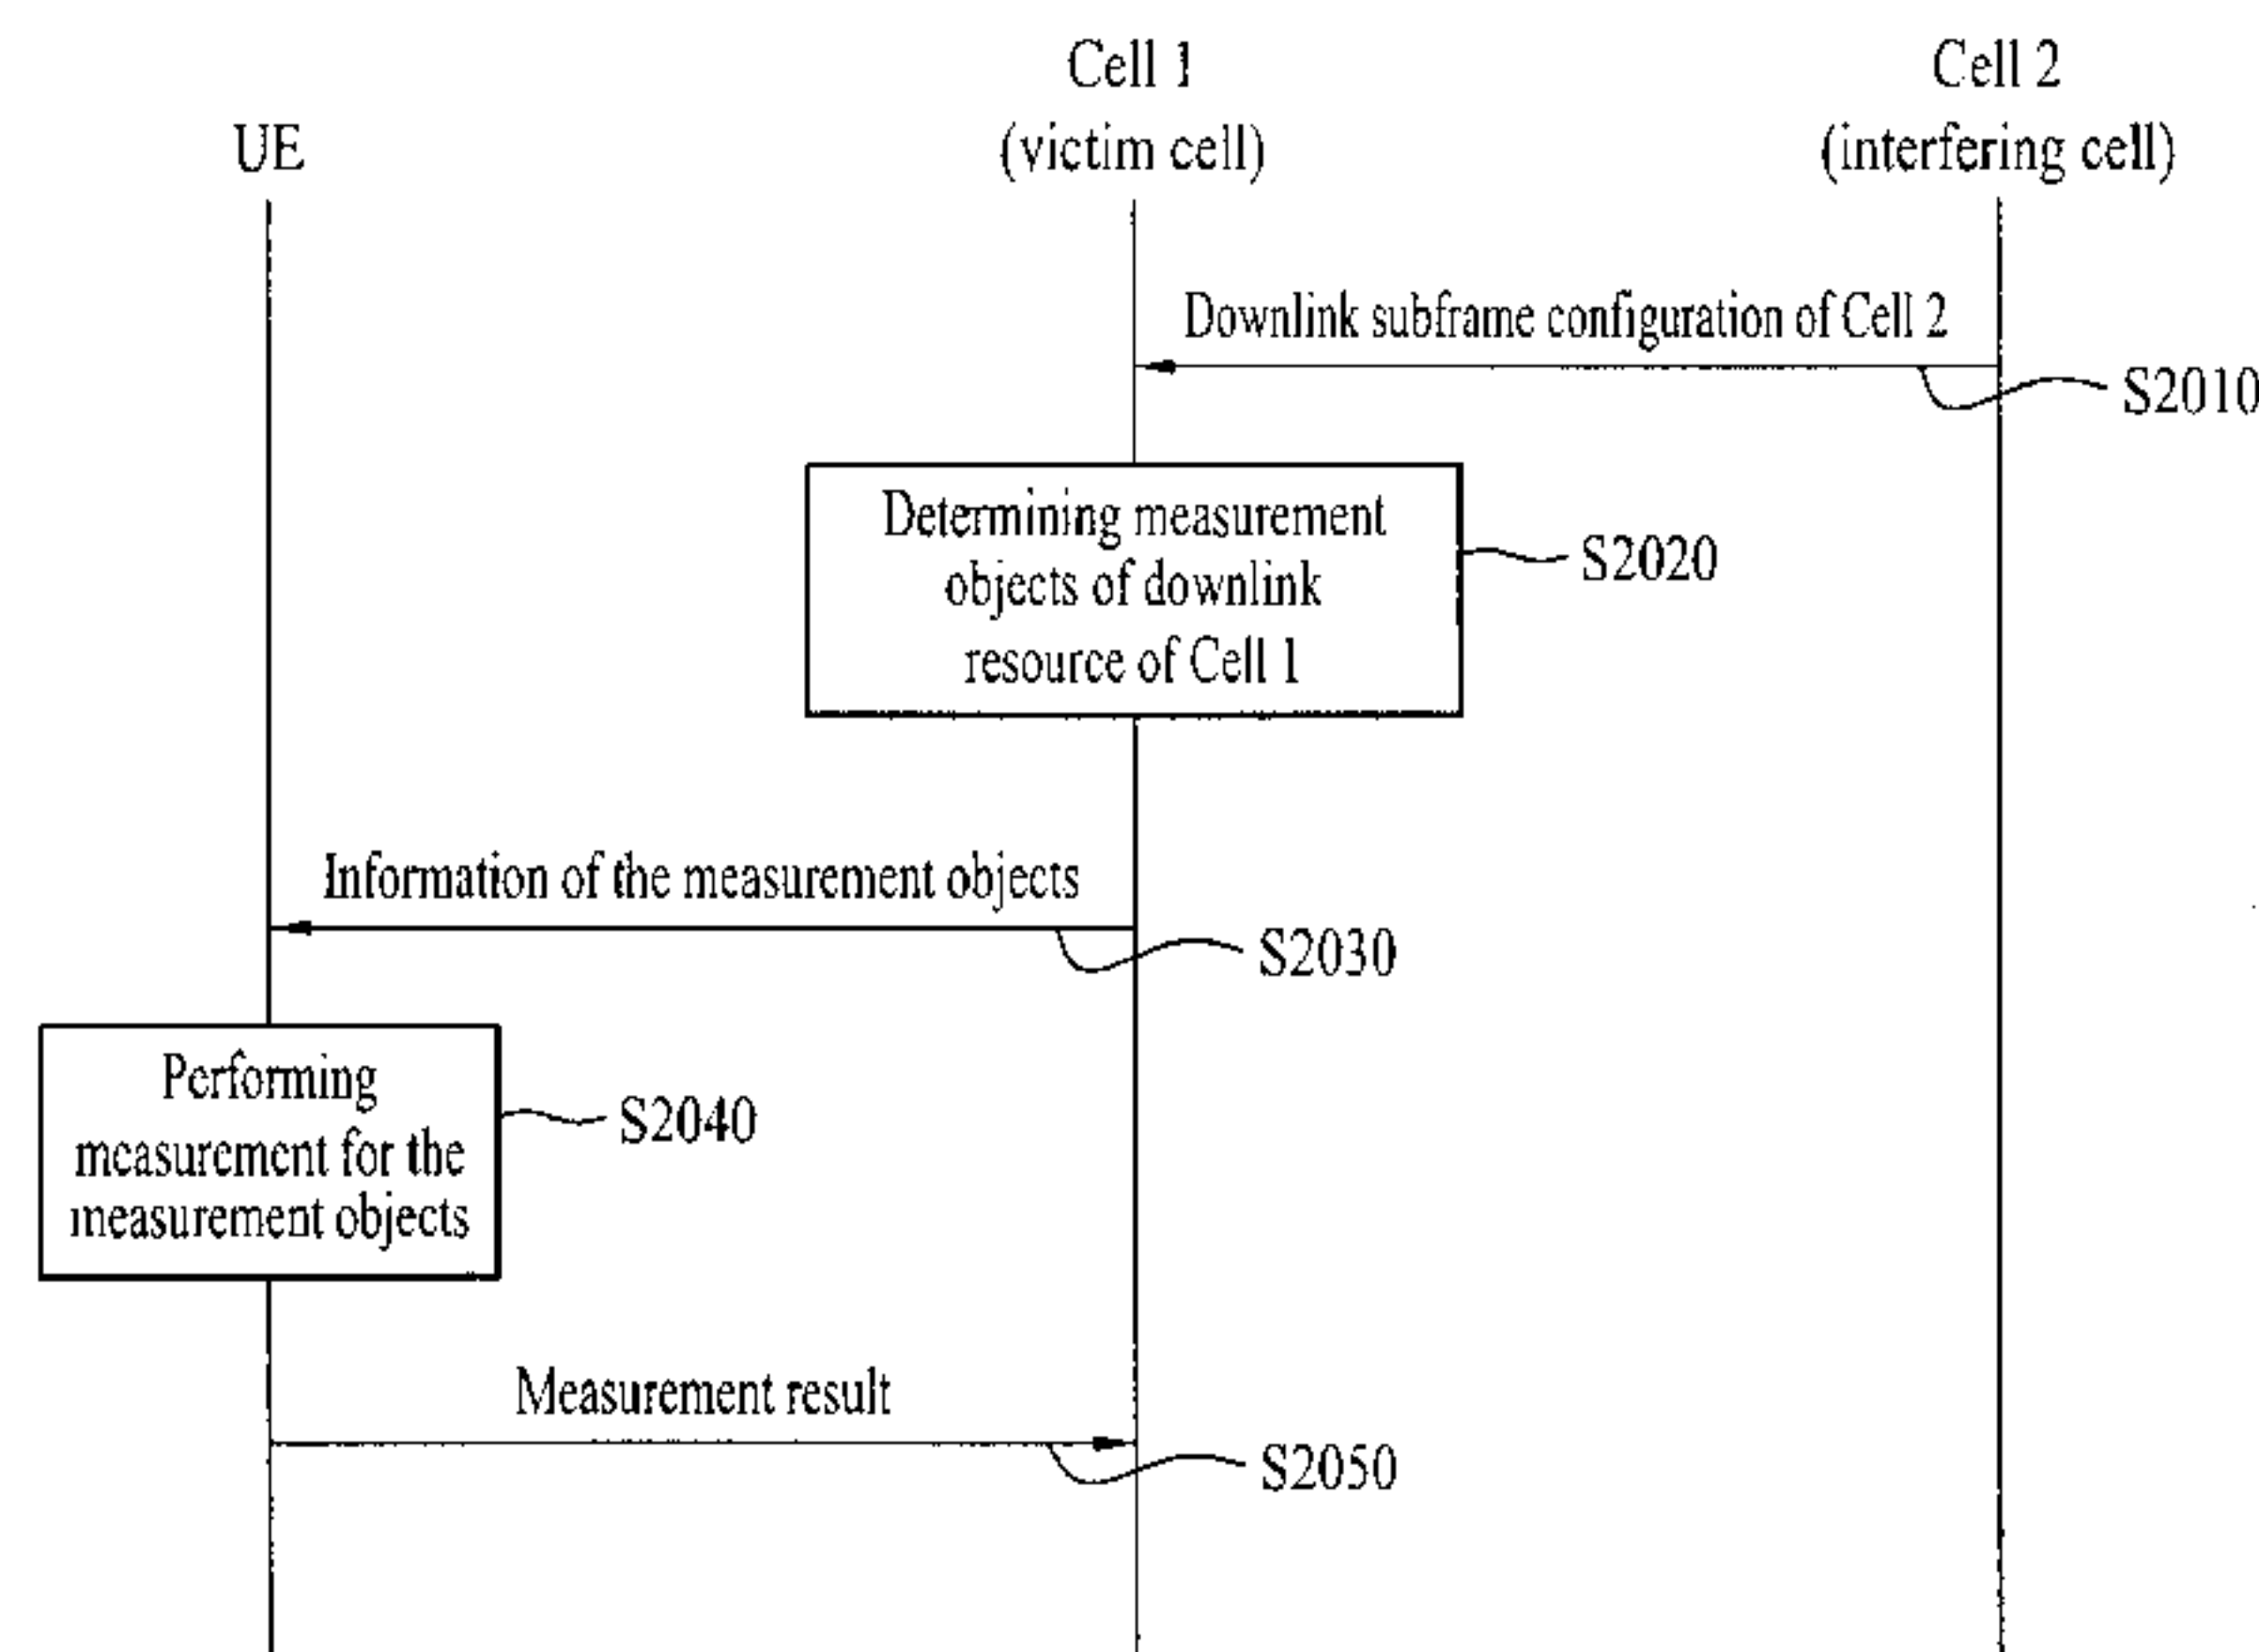 Cell 1
Cell 2
UE
(victim cell)
(interfering cell)
Downlink subframe configuration of Cell 2
S2010
Determining measurement
objects of downlink
resource of Cell 1
S2020
Information of the measurement objects
S2030
Performing
measurement for the
measurement objects
S2040
Measurement result
S2050